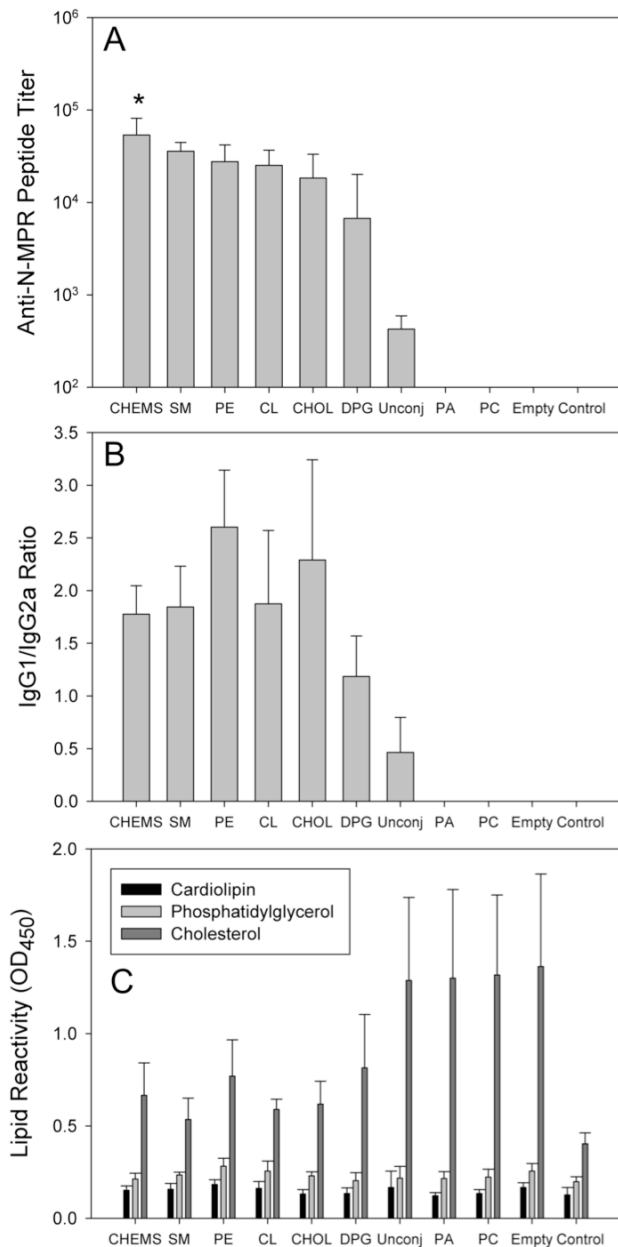 A
*
Anti-N-MPR Peptide Titer
10⁶
10⁵
10⁴
10³
10²
CHEMS SM PE CL CHOL DPG Unconj PA PC Empty Control
B
IgG1/IgG2a Ratio
3.5
3.0
2.5
2.0
1.5
1.0
0.5
0.0
CHEMS SM PE CL CHOL DPG Unconj PA PC Empty Control
Lipid Reactivity (OD₄₅₀)
2.0
1.5
1.0
0.5
0.0
Cardiolipin
Phosphatidylglycerol
Cholesterol
C
CHEMS SM PE CL CHOL DPG Unconj PA PC Empty Control